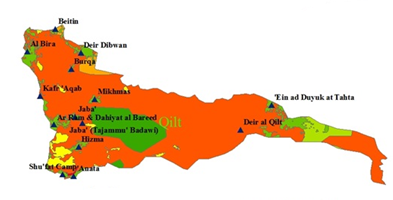 Beitin
Al Bira
Deir Dibwan
Burqa
Kafr 'Aqab
Mikhmas
'Ein ad Duyuk at Tahta
Jaba'
Ar Ram & Dahiyat al Bareed
Qilt
Deir al Qilt
Jaba' (Tajammu' Badawi)
Hizma
Shu'fat Camp
'Anata